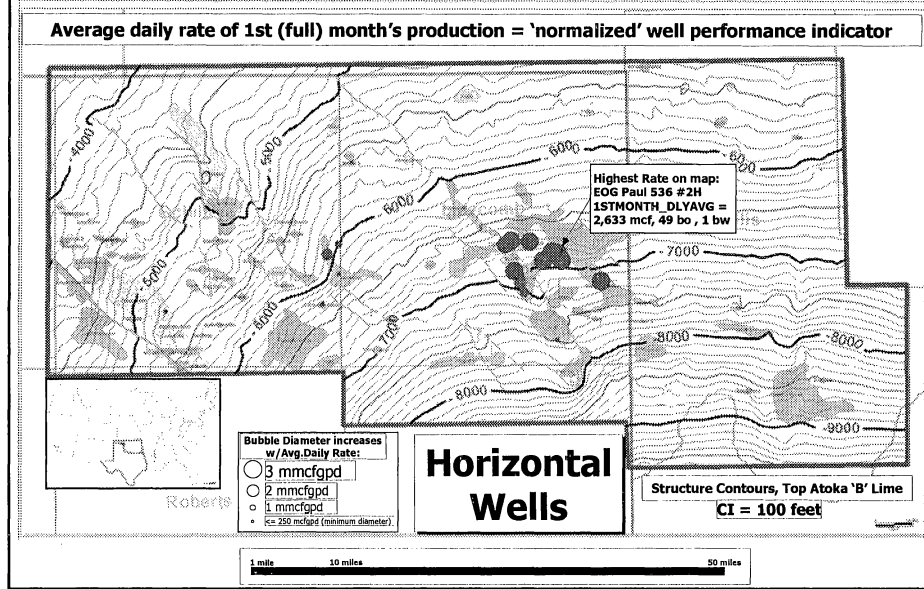 Average daily rate of 1st (full) month's production = 'normalized' well performance indicator
-4000
-5000
-6000
-6000
Highest Rate on map:
EOG Paul 536 #2H
1STMONTH_DLYAVG =
2,633 mcf, 49 bo , 1 bw
-6000
-5000
-6000
-7000
-7000
-8000
-8000
-8000
-9000
Bubble Diameter increases
w/Avg.Daily Rate:
3 mmcfgpd
2 mmcfgpd
1 mmcfgpd
<= 250 mcfgpd (minimum diameter)
Horizontal
Wells
Structure Contours, Top Atoka 'B' Lime
CI = 100 feet
Roberts
1 mile 10 miles 50 miles